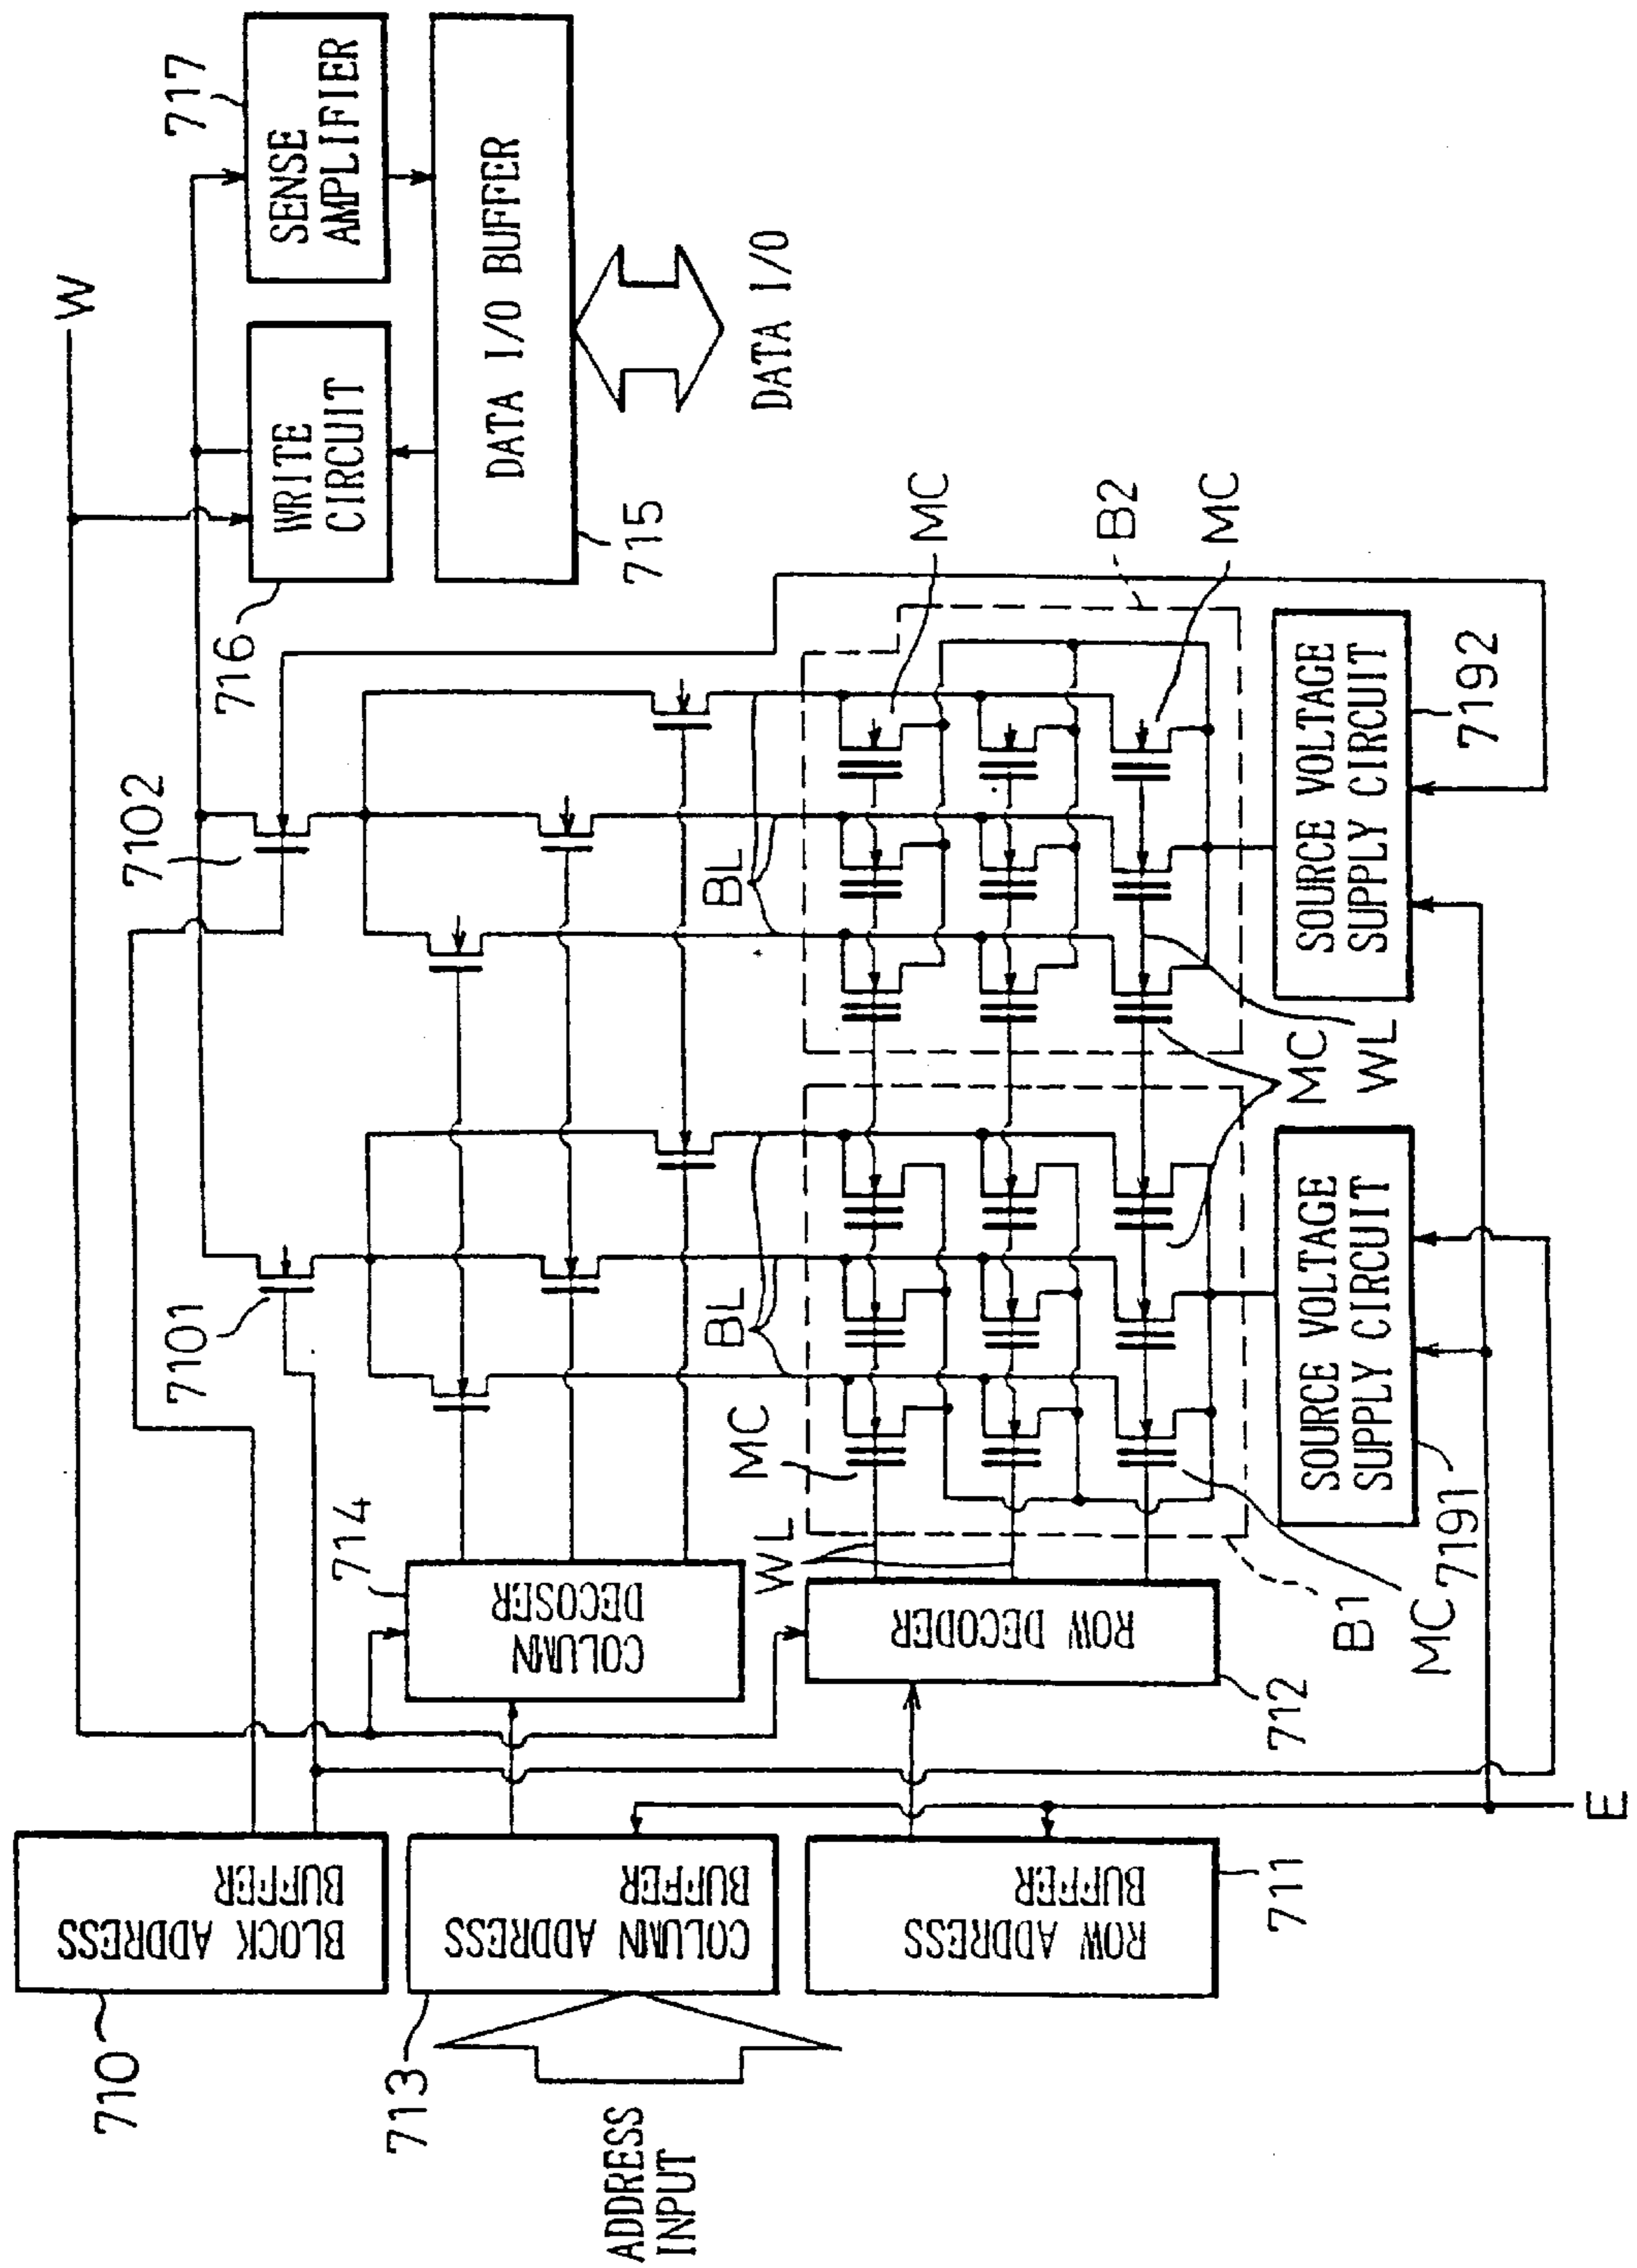 W
717
SENSE
AMPLIFIER
WRITE
CIRCUIT
716
DATA I/O BUFFER
715
DATA I/O
7102
7101
710
BLOCK ADDRESS
BUFFER
714
COLUMN
DECOSER
713
COLUMN ADDRESS
BUFFER
ADDRESS
INPUT
BL
BL
MC
B2
MC
MC
WL
WL
ROW DECODER
712
ROW ADDRESS
BUFFER
711
MC
MC
B1
SOURCE VOLTAGE
SUPPLY CIRCUIT
7191
SOURCE VOLTAGE
SUPPLY CIRCUIT
7192
E